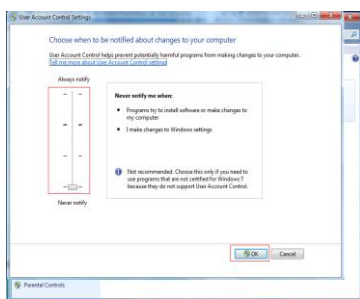 User Account Control Settings
Choose when to be notified about changes to your computer
User Account Control helps prevent potentially harmful programs from making changes to your computer.
Tell me more about User Account Control settings
Always notify
Never notify me when:
Programs try to install software or make changes to
my computer
I make changes to Windows settings
Not recommended. Choose this only if you need to
use programs that are not certified for Windows 7
because they do not support User Account Control.
Never notify
OK
Cancel
Parental Controls